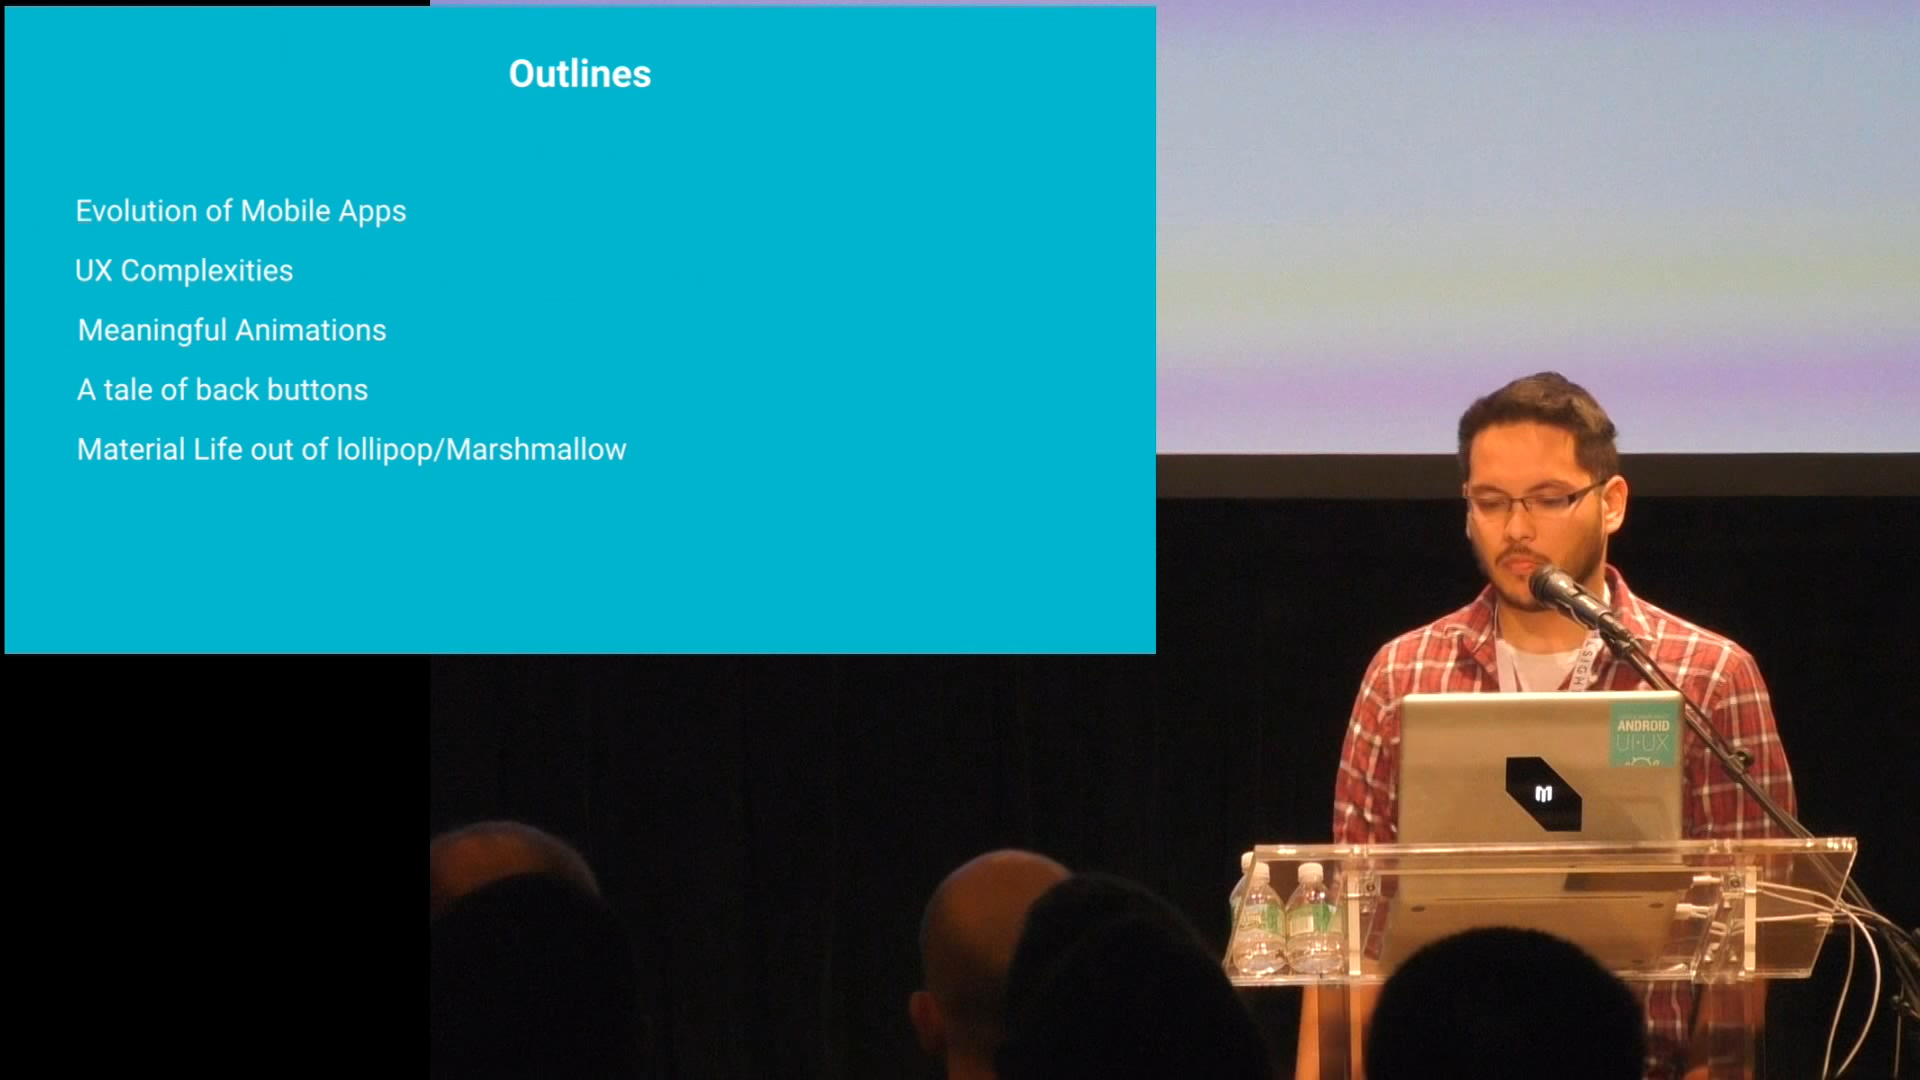 Outlines
Evolution of Mobile Apps
UX Complexities
Meaningful Animations
A tale of back buttons
Material Life out of lollipop/Marshmallow
ANDROID
UI·UX